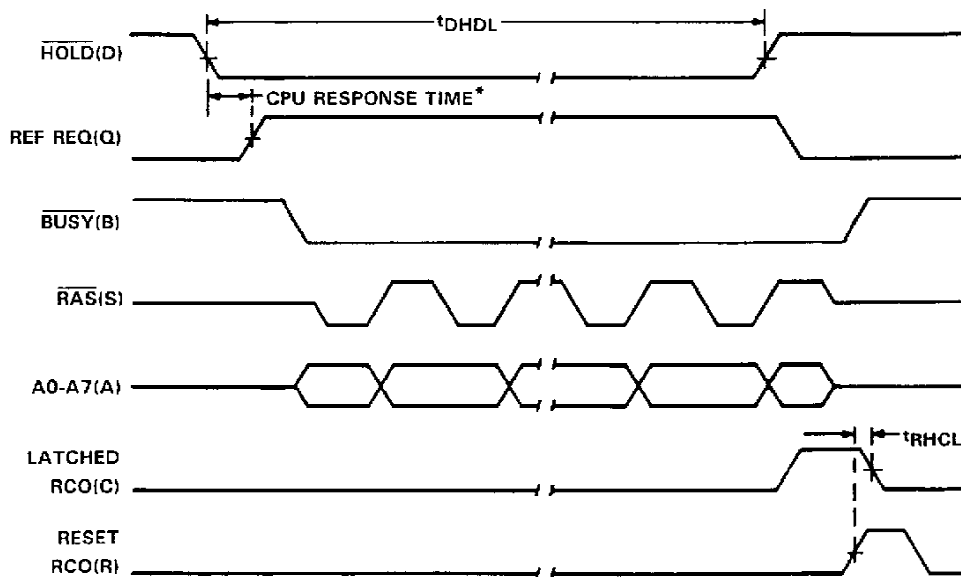 tDHDL
HOLD(D)
CPU RESPONSE TIME*
REF REQ(Q)
BUSY(B)
RAS(S)
A0-A7(A)
tRHCL
LATCHED
RCO(C)
RESET
RCO(R)